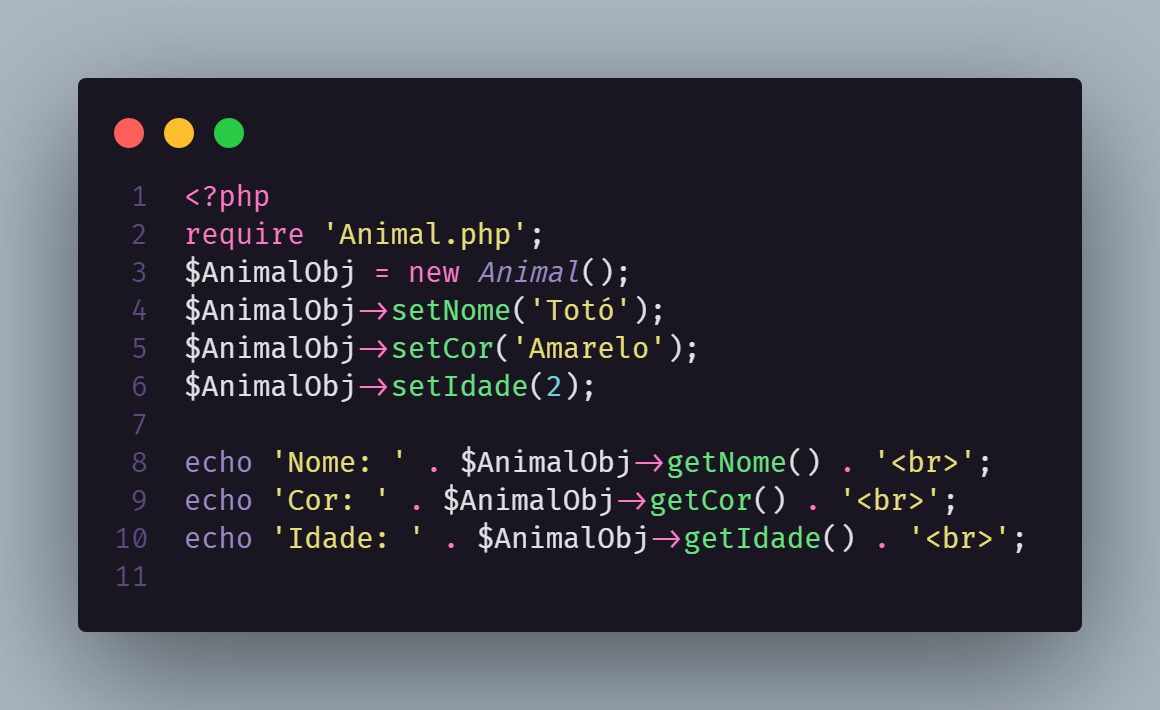 1 <?php
2 require 'Animal.php';
3 $AnimalObj = new Animal();
4 $AnimalObj->setNome('Totó');
5 $AnimalObj->setCor('Amarelo');
6 $AnimalObj->setIdade(2);
7
8 echo 'Nome: ' . $AnimalObj->getNome() . '<br>';
9 echo 'Cor: ' . $AnimalObj->getCor() . '<br>';
10 echo 'Idade: ' . $AnimalObj->getIdade() . '<br>';
11